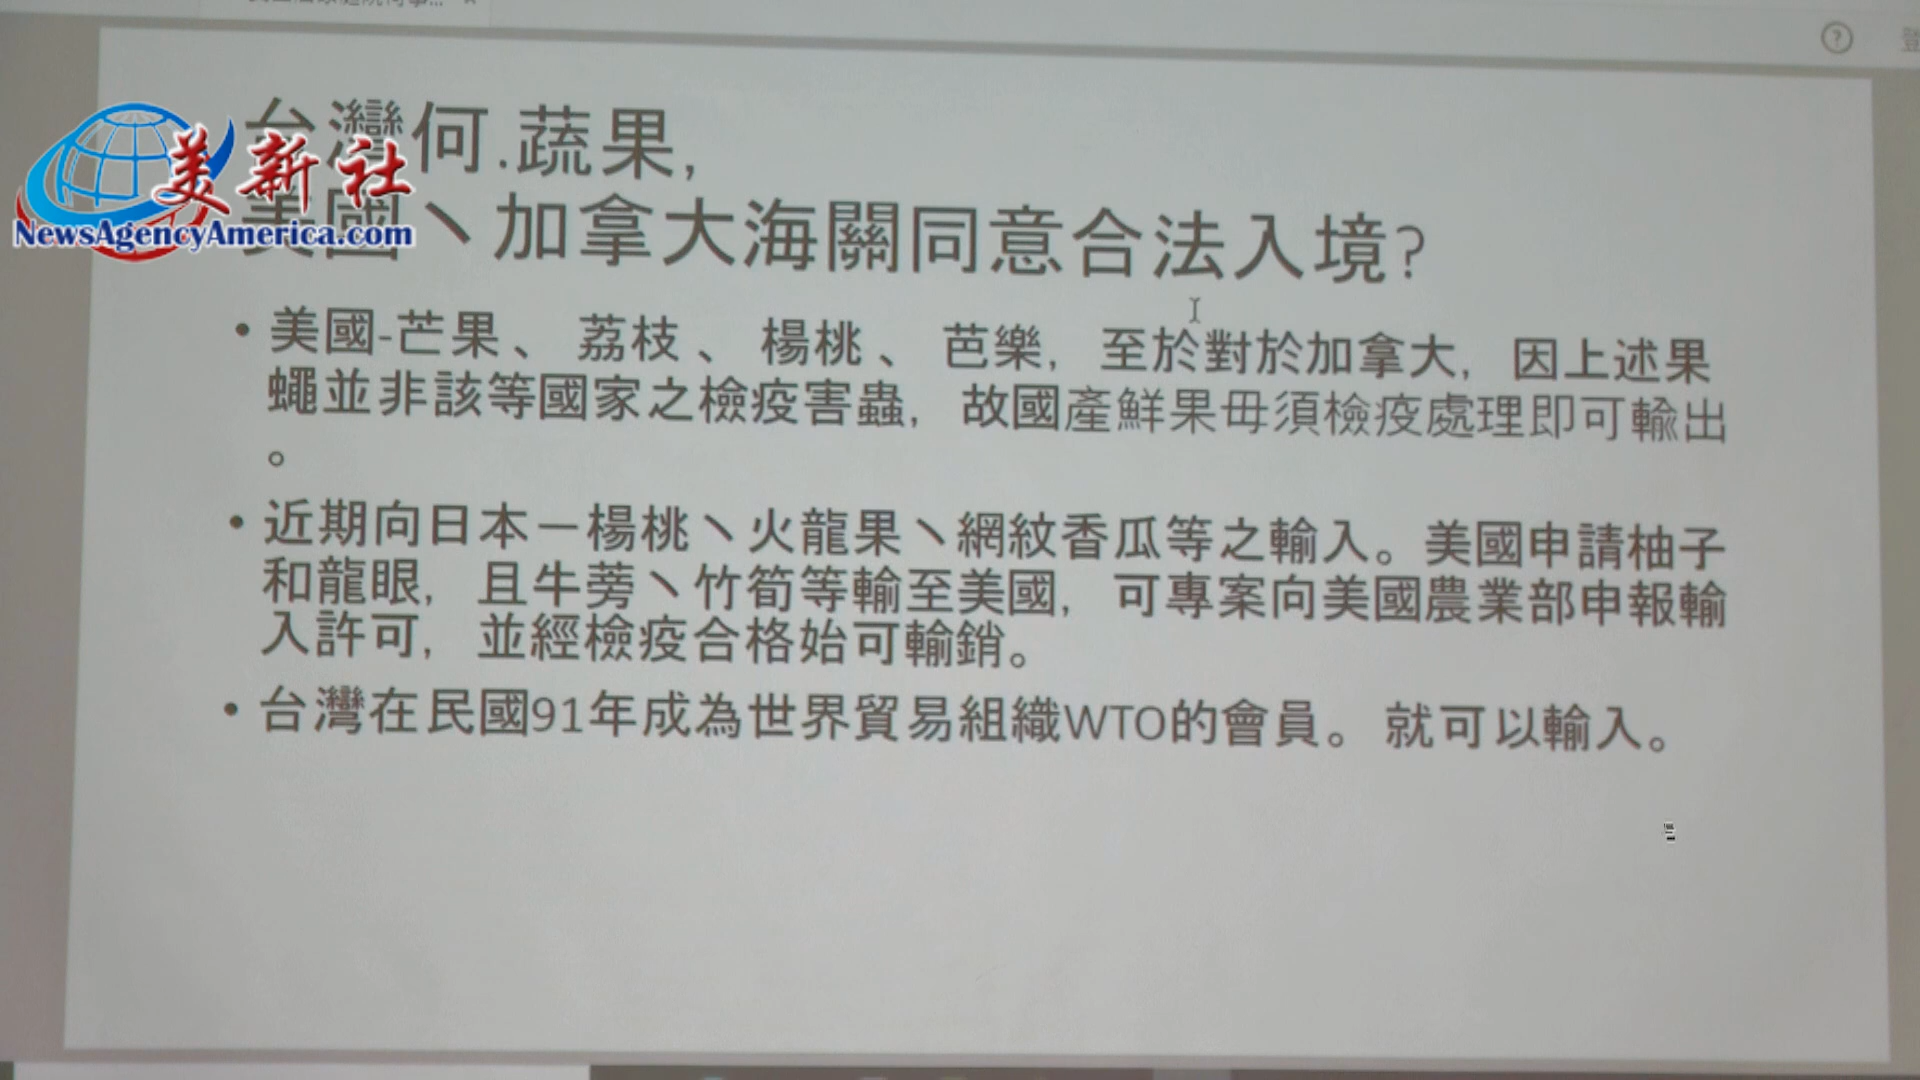 台灣何.蔬果,
美新社
美國、加拿大海關同意合法入境?
NewsAgencyAmerica.com
•美國-芒果、 荔枝、 楊桃、 芭樂, 至於對於加拿大, 因上述果
蠅並非該等國家之檢疫害蟲, 故國產鮮果毋須檢疫處理即可輸出
。
•近期向日本一楊桃、火龍果、網紋香瓜等之輸入。美國申請柚子
和龍眼, 且牛蒡、竹筍等輸至美國, 可專案向美國農業部申報輸
入許可, 並經檢疫合格始可輸銷。
•台灣在民國91年成為世界貿易組織WTO的會員。就可以輸入。